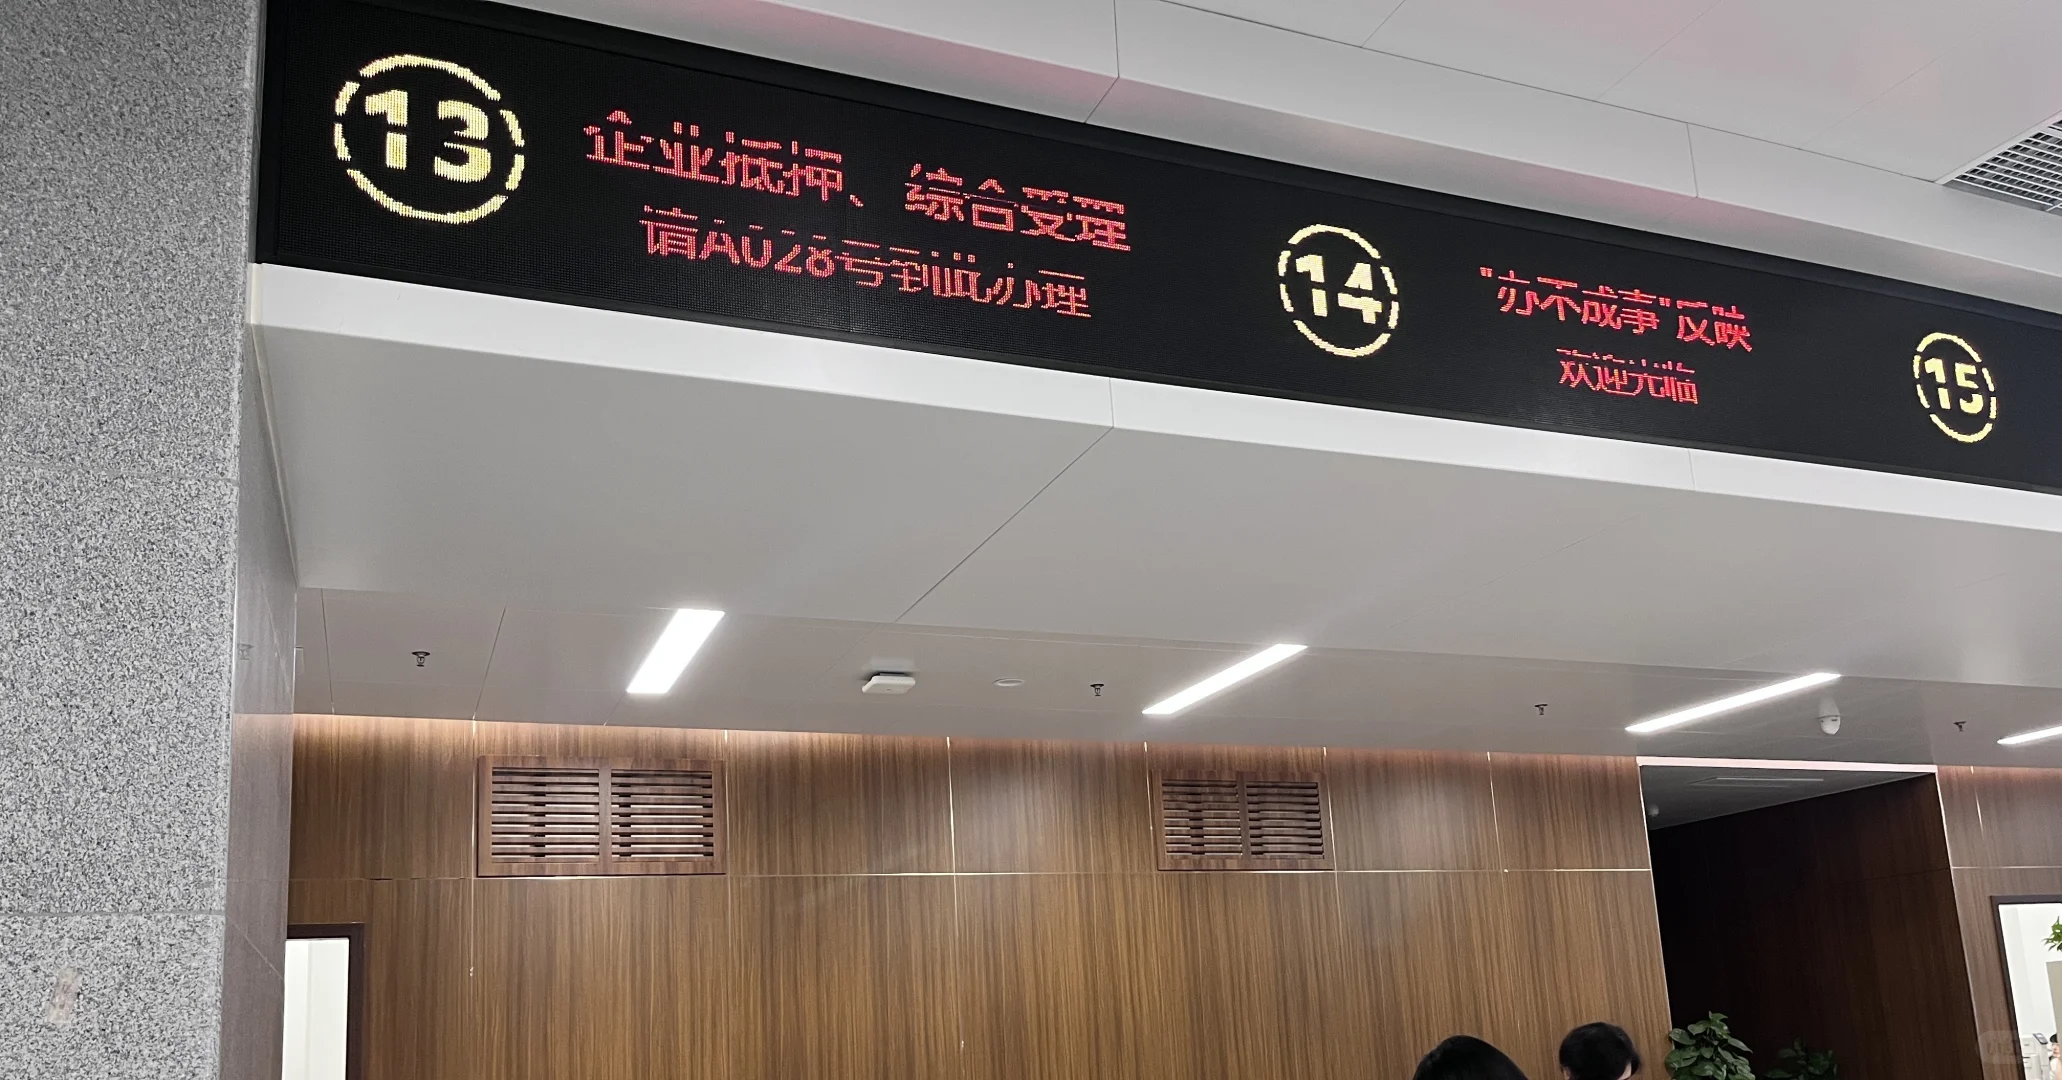 13
企业抵押、综合受理
请A028号到此办理
14
"办不成事"反映
欢迎光临
15